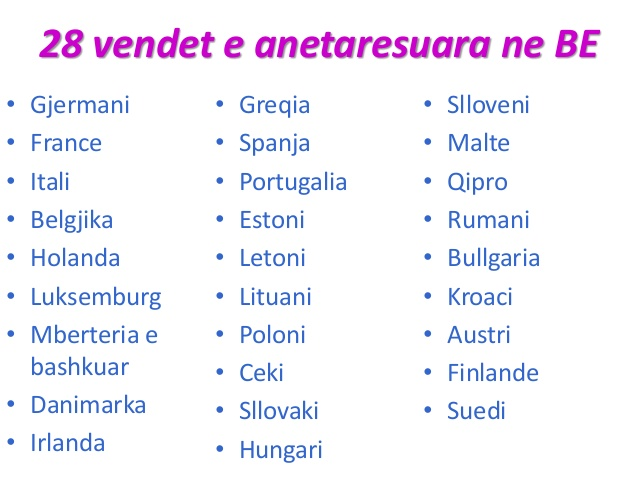 28 vendet e anetaresuara ne BE
• Gjermani
• France
• Itali
• Belgjika
• Holanda
• Luksemburg
• Mberteria e
bashkuar
• Danimarka
• Irlanda
• Greqia
• Spanja
• Portugalia
• Estoni
• Letoni
• Lituani
• Poloni
• Ceki
• Sllovaki
• Hungari
• Slloveni
• Malte
• Qipro
• Rumani
• Bullgaria
• Kroaci
• Austri
• Finlande
• Suedi